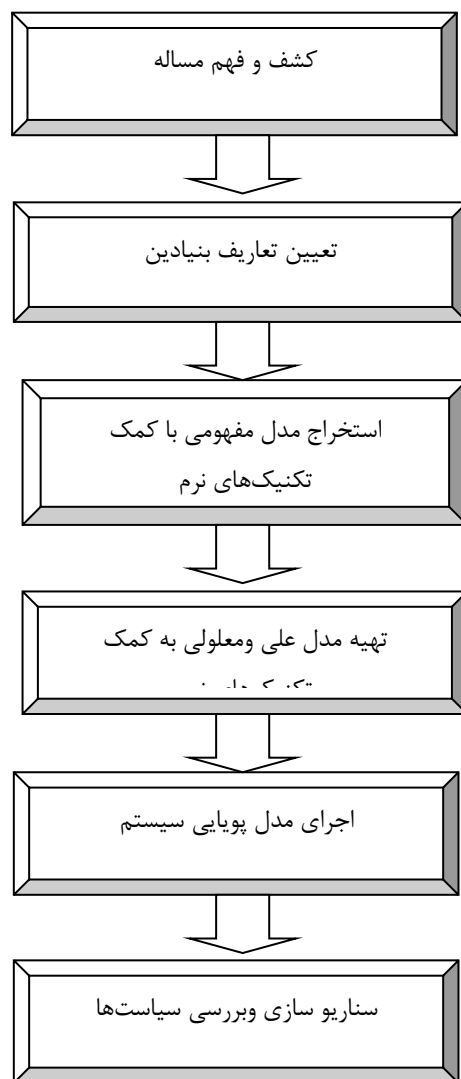 کشف و فهم مساله
تعیین تعاریف بنیادین
استخراج مدل مفهومی با کمک
تکنیک‌های نرم
تهیه مدل علی ومعلولی به کمک
اجرای مدل پویایی سیستم
سناریو سازی وبررسی سیاست‌ها